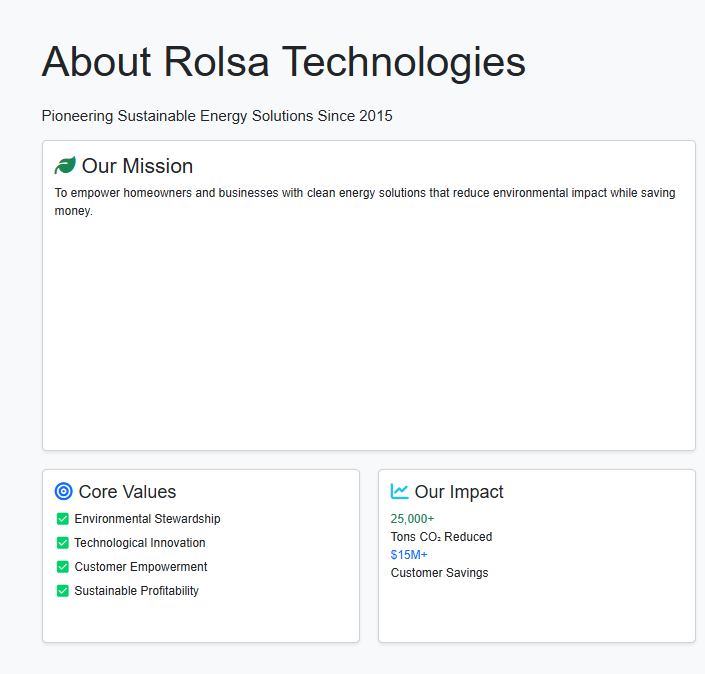 About Rolsa Technologies
Pioneering Sustainable Energy Solutions Since 2015
Our Mission
To empower homeowners and businesses with clean energy solutions that reduce environmental impact while saving
money.
Core Values
Environmental Stewardship
Technological Innovation
Customer Empowerment
Sustainable Profitability
Our Impact
25,000+
Tons CO₂ Reduced
$15M+
Customer Savings